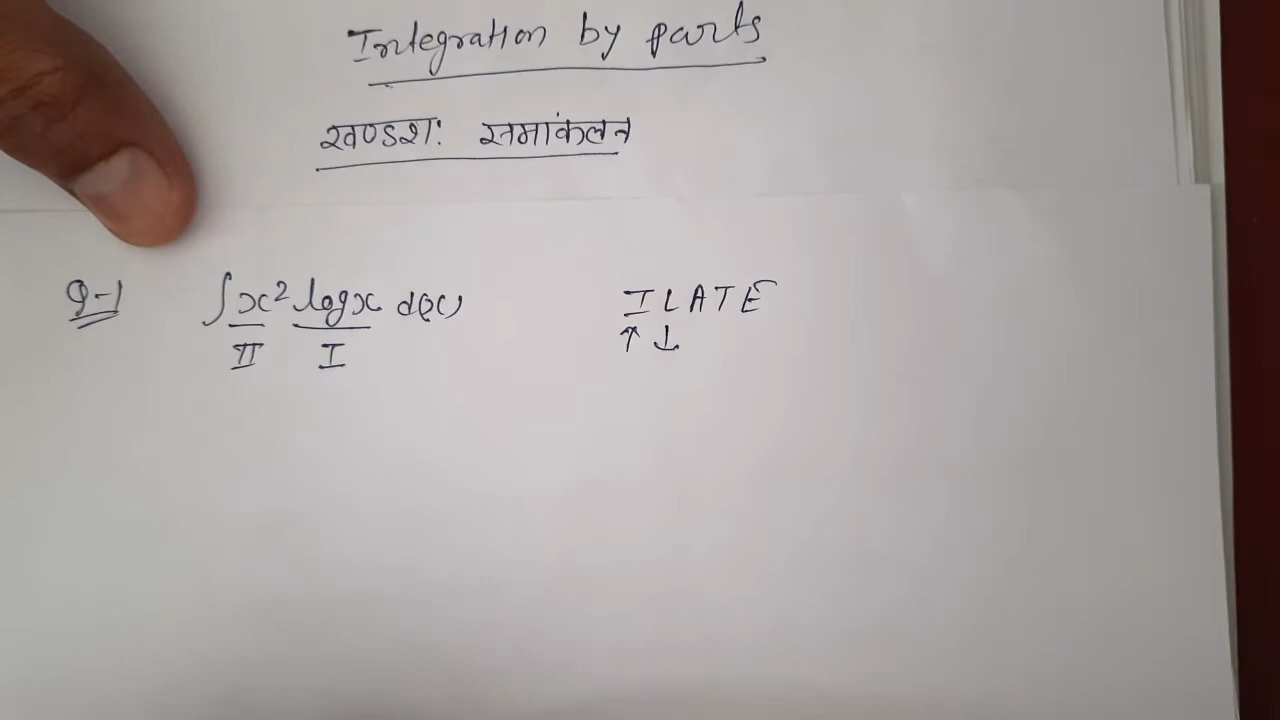 Integration by parts
खण्डशः समांकलन
Q-1 ∫x² logx dx ILATE
II I ↑ ↓